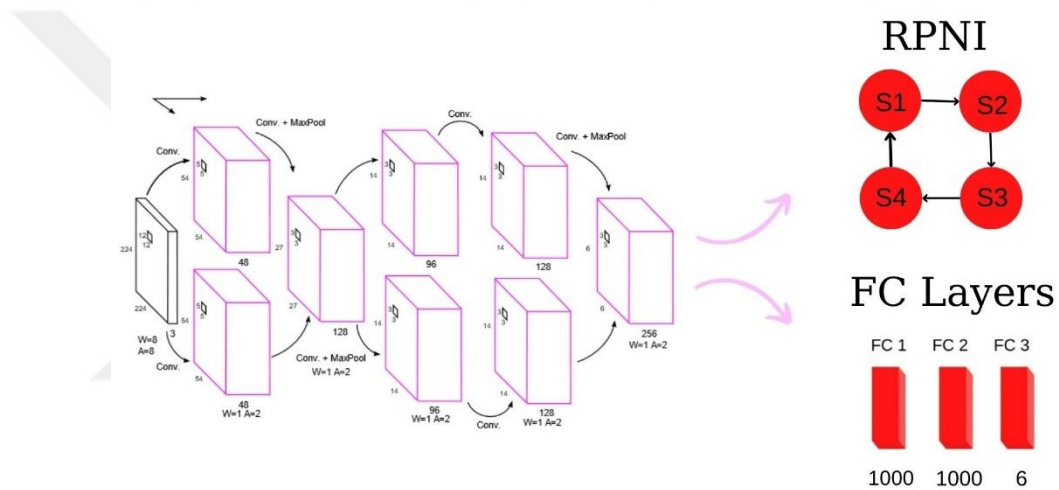 RPNI
S1
S2
S4
S3
FC Layers
FC 1
FC 2
FC 3
1000
1000
6
Conv.
Conv + MaxPool
Conv.
Conv + MaxPool
5
5
54
54
48
12
12
224
224
3
W=8
A=8
Conv.
5
5
54
54
48
W=1 A=2
3
3
27
27
128
Conv + MaxPool
W=1 A=2
3
3
14
14
96
3
3
14
14
128
3
3
14
14
96
W=1 A=2
Conv.
3
3
14
14
128
W=1 A=2
3
5
6
6
256
W=1 A=2